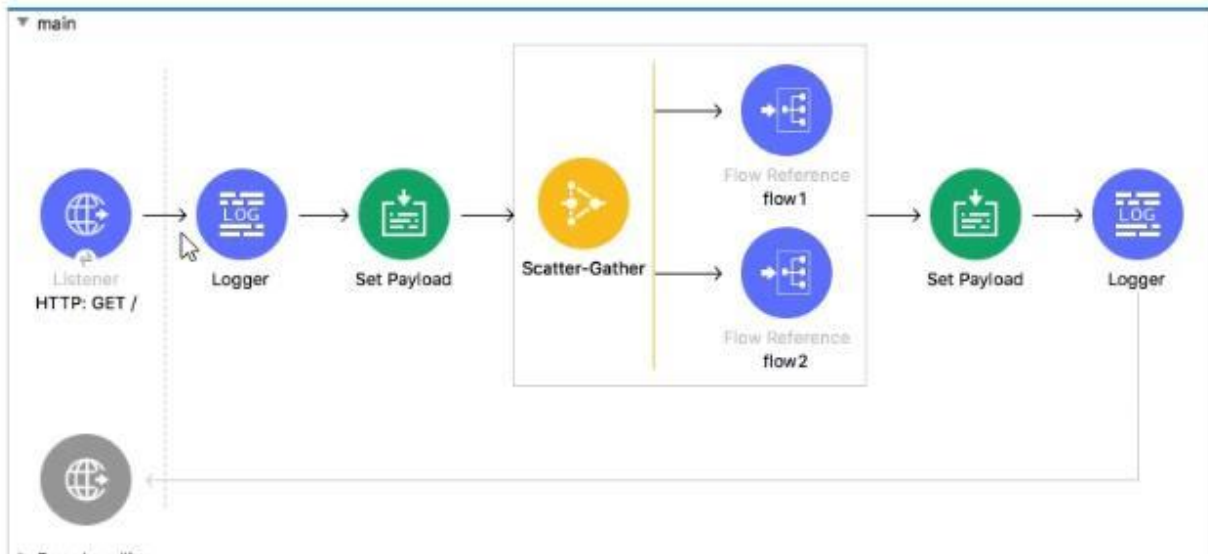 main
Flow Reference
flow1
LOG
LOG
Listener
HTTP: GET /
Logger
Set Payload
Scatter-Gather
Set Payload
Logger
Flow Reference
flow2